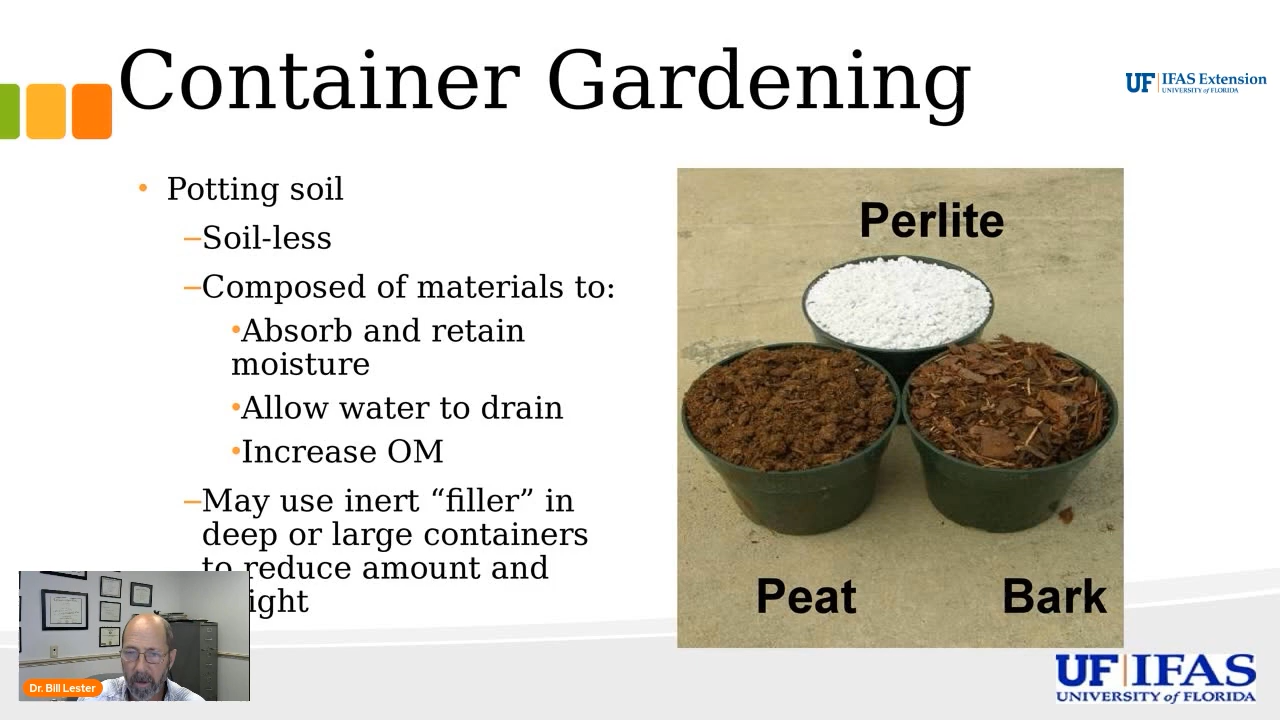 Container Gardening
UF IFAS Extension
UNIVERSITY of FLORIDA
• Potting soil
–Soil-less
–Composed of materials to:
•Absorb and retain
moisture
•Allow water to drain
•Increase OM
–May use inert “filler” in
deep or large containers
to reduce amount and
ight
Perlite
Peat
Bark
Dr. Bill Lester
UF IFAS
UNIVERSITY of FLORIDA